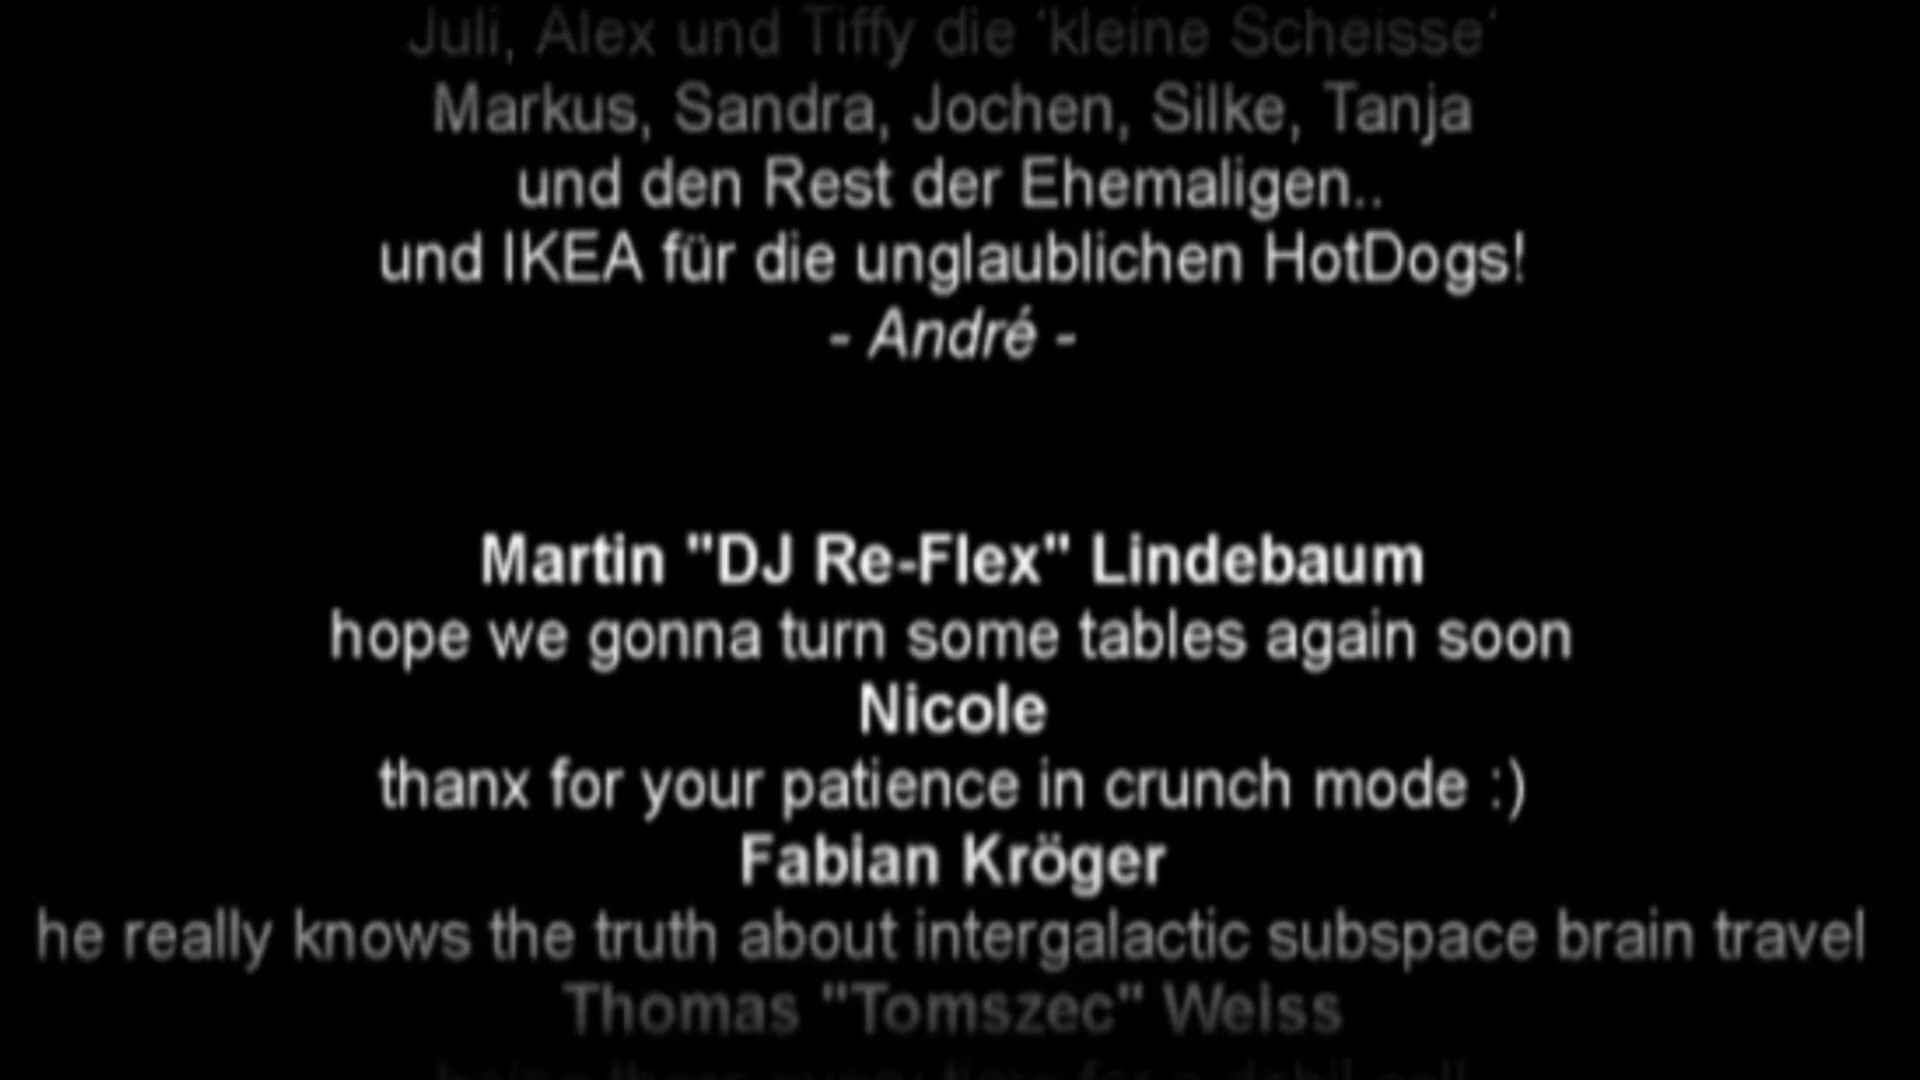 Juli, Alex und Tiffy die 'kleine Scheisse'
Markus, Sandra, Jochen, Silke, Tanja
und den Rest der Ehemaligen..
und IKEA für die unglaublichen HotDogs!
- André -
Martin "DJ Re-Flex" Lindebaum
hope we gonna turn some tables again soon
Nicole
thanx for your patience in crunch mode :)
Fabian Kröger
he really knows the truth about intergalactic subspace brain travel
Thomas "Tomszec" Weiss